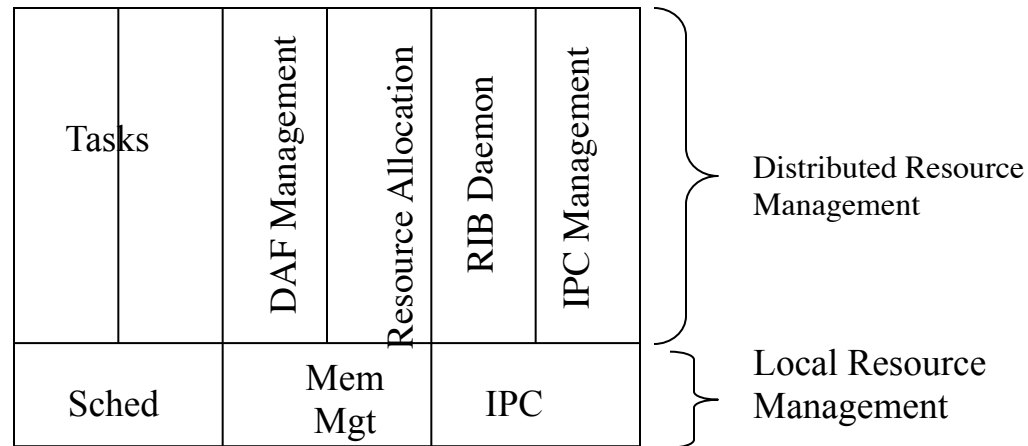 Tasks
DAF Management
Resource Allocation
RIB Daemon
IPC Management
Distributed Resource
Management
Sched
Mem
Mgt
IPC
Local Resource
Management